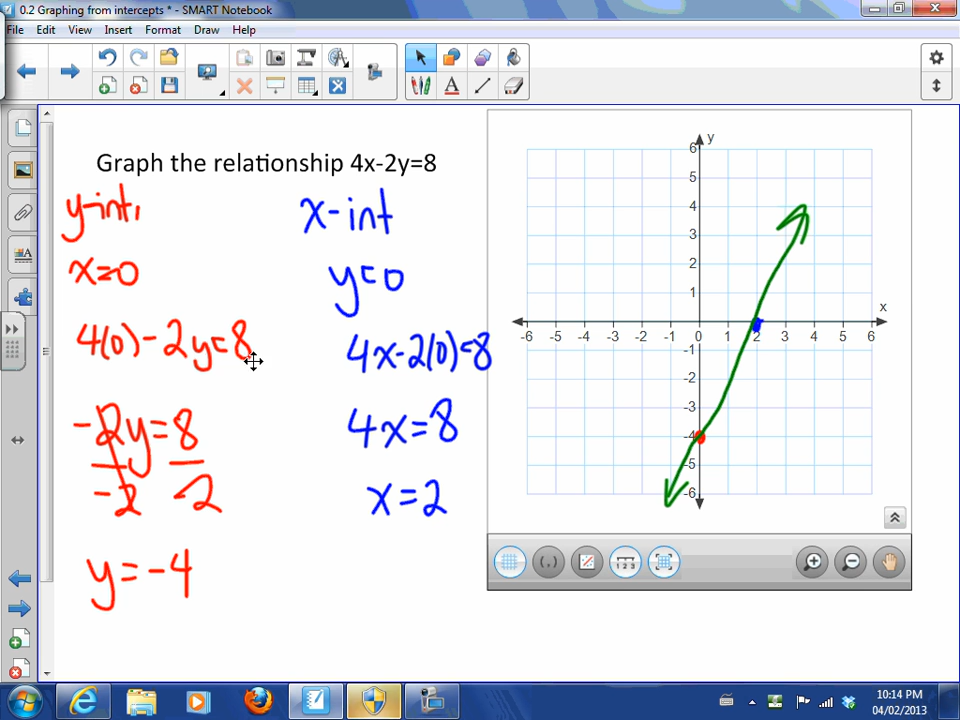 0.2 Graphing from intercepts * - SMART Notebook
File Edit View Insert Format Draw Help
Graph the relationship 4x-2y=8
y-int,
x=0
4(0)-2y=8
-2y=8
-2 -2
y=-4
x-int
y=0
4x-2(0)=8
4x=8
x=2
y
6
5
4
3
2
1
x
-6 -5 -4 -3 -2 -1 0 2 3 4 5 6
-1
-2
-3
-4
-5
-6
1 2 3
10:14 PM
04/02/2013